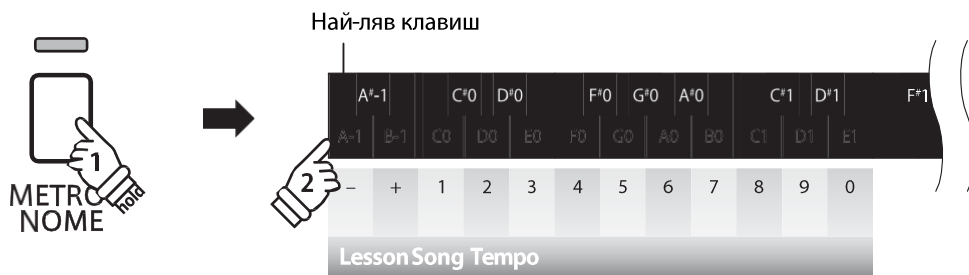 Най-ляв клавиш
A#-1 C#0 D#0 F#0 G#0 A#0 C#1 D#1 F#1
A-1 B-1 C0 D0 E0 F0 G0 A0 B0 C1 D1 E1
1
2
– + 1 2 3 4 5 6 7 8 9 0
METRONOME
hold
Lesson Song Tempo